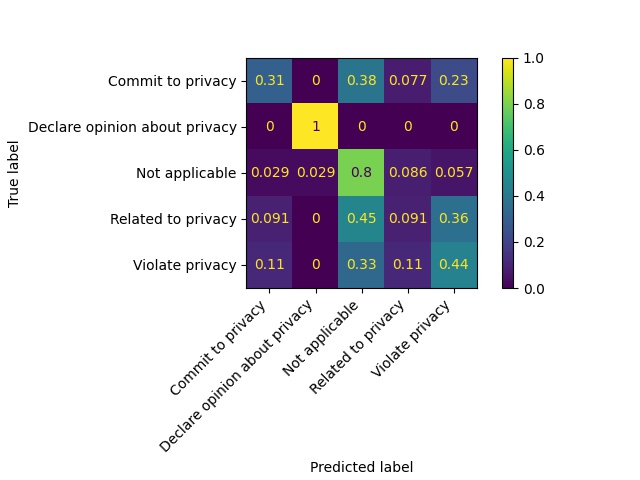 Commit to privacy 0.31 0 0.38 0.077 0.23
Declare opinion about privacy 0 1 0 0 0
Not applicable 0.029 0.029 0.8 0.086 0.057
Related to privacy 0.091 0 0.45 0.091 0.36
Violate privacy 0.11 0 0.33 0.11 0.44
True label
Commit to privacy
Declare opinion about privacy
Not applicable
Related to privacy
Violate privacy
Predicted label
1.0
0.8
0.6
0.4
0.2
0.0